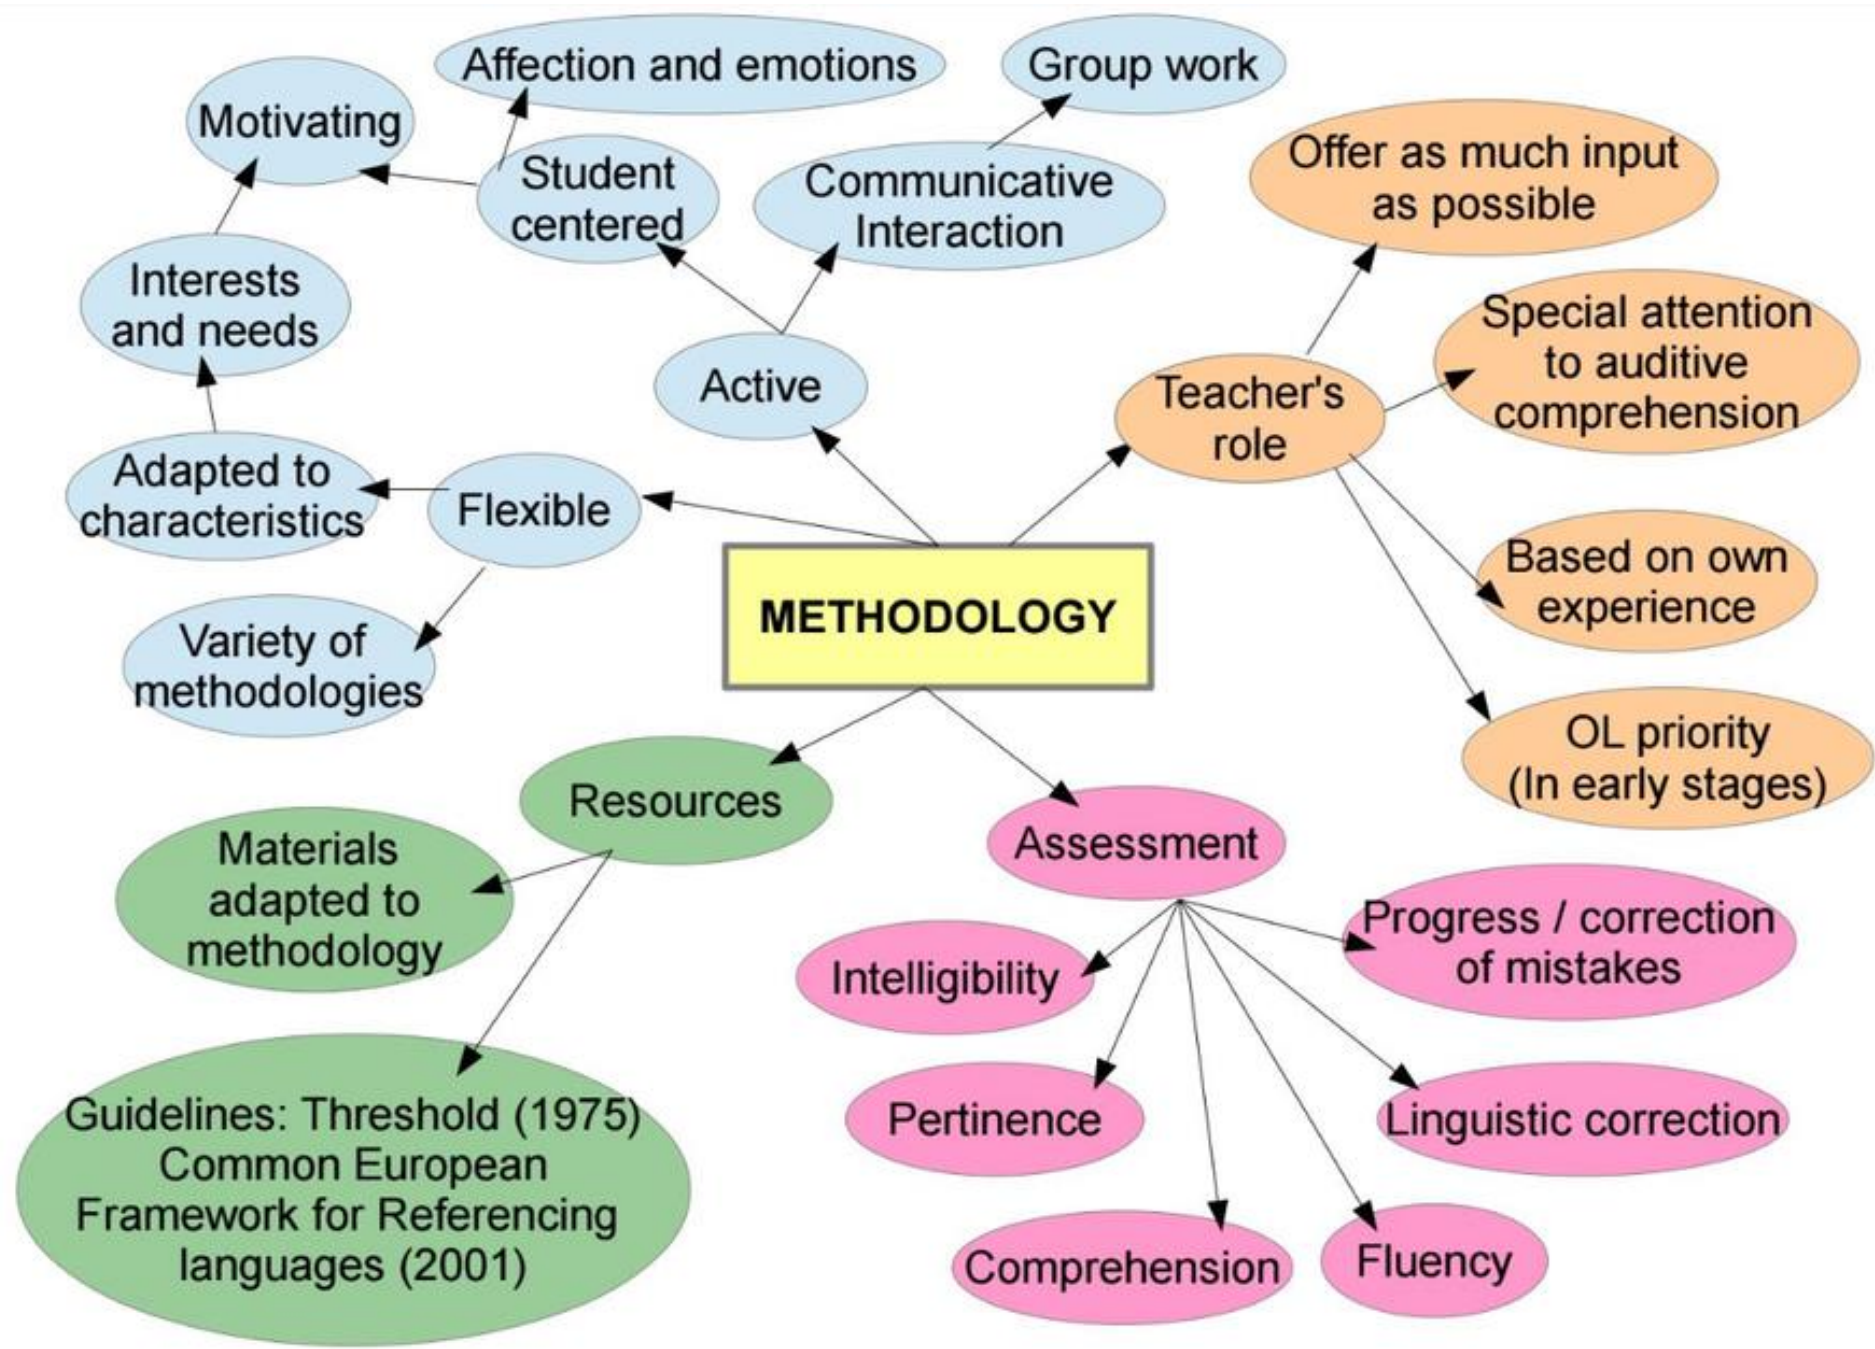 Affection and emotions
Group work
Motivating
Student
centered
Communicative
Interaction
Offer as much input
as possible
Interests
and needs
Special attention
to auditive
comprehension
Active
Teacher's
role
Adapted to
characteristics
Flexible
Based on own
experience
METHODOLOGY
Variety of
methodologies
OL priority
(In early stages)
Resources
Assessment
Materials
adapted to
methodology
Progress / correction
of mistakes
Intelligibility
Pertinence
Linguistic correction
Guidelines: Threshold (1975)
Common European
Framework for Referencing
languages (2001)
Comprehension
Fluency